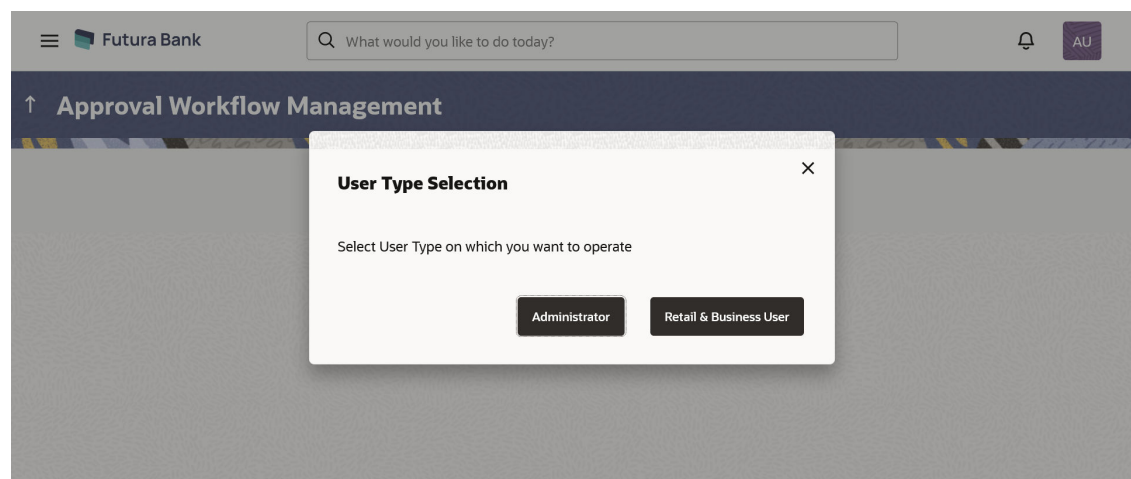 Futura Bank
What would you like to do today?
AU
Approval Workflow Management
User Type Selection
Select User Type on which you want to operate
Administrator
Retail & Business User